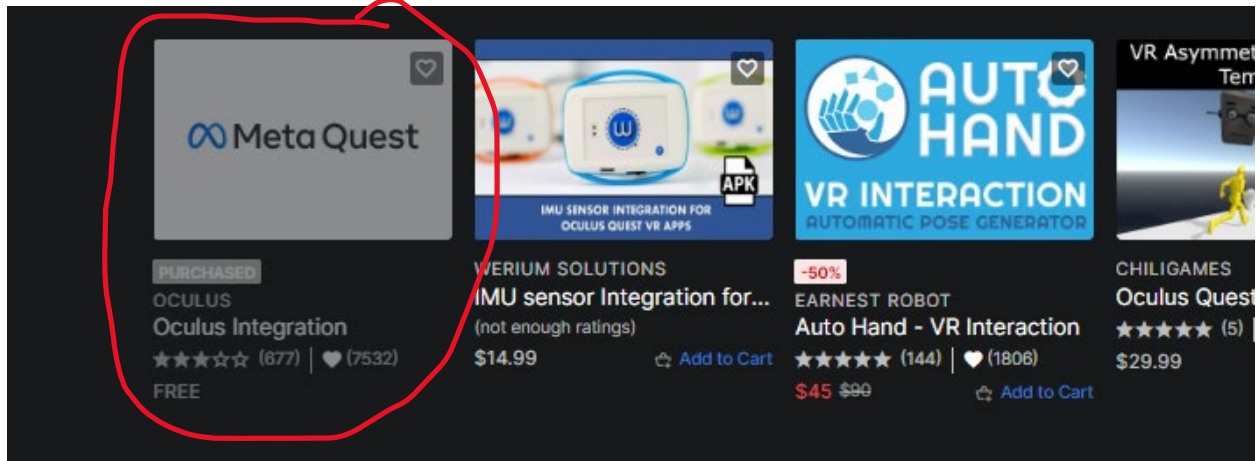 Meta Quest
PURCHASED
OCULUS
Oculus Integration
(677) | (7532)
FREE
APK
IMU SENSOR INTEGRATION FOR
OCULUS QUEST VR APPS
WERIUM SOLUTIONS
IMU sensor Integration for...
(not enough ratings)
$14.99
Add to Cart
AUTO
HAND
VR INTERACTION
AUTOMATIC POSE GENERATOR
-50%
EARNEST ROBOT
Auto Hand - VR Interaction
(144) | (1806)
$45 $90
Add to Cart
VR Asymmet
Tem
CHILIGAMES
Oculus Quest
(5)
$29.99